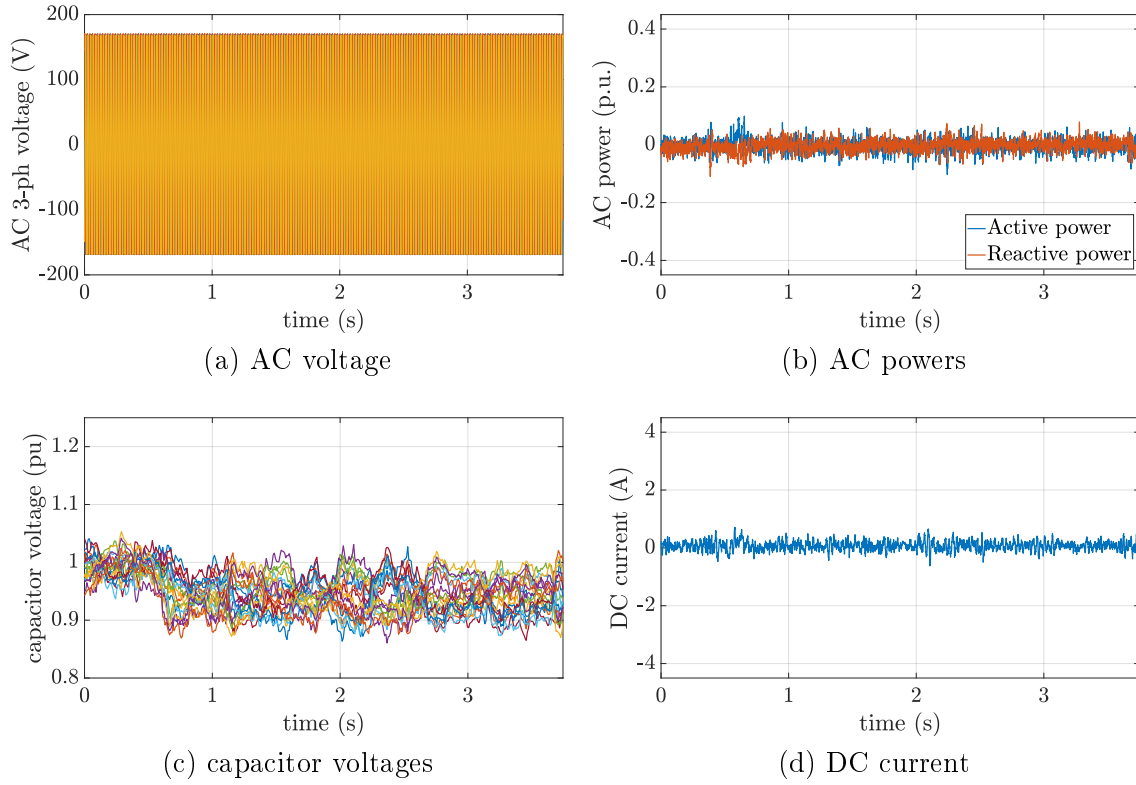 200
100
0
-100
-200
AC 3-ph voltage (V)
0 1 2 3
time (s)
(a) AC voltage
0.4
0.2
0
-0.2
-0.4
AC power (p.u.)
Active power
Reactive power
0 1 2 3
time (s)
(b) AC powers
1.2
1.1
1
0.9
0.8
capacitor voltage (pu)
0 1 2 3
time (s)
(c) capacitor voltages
4
2
0
-2
-4
DC current (A)
0 1 2 3
time (s)
(d) DC current